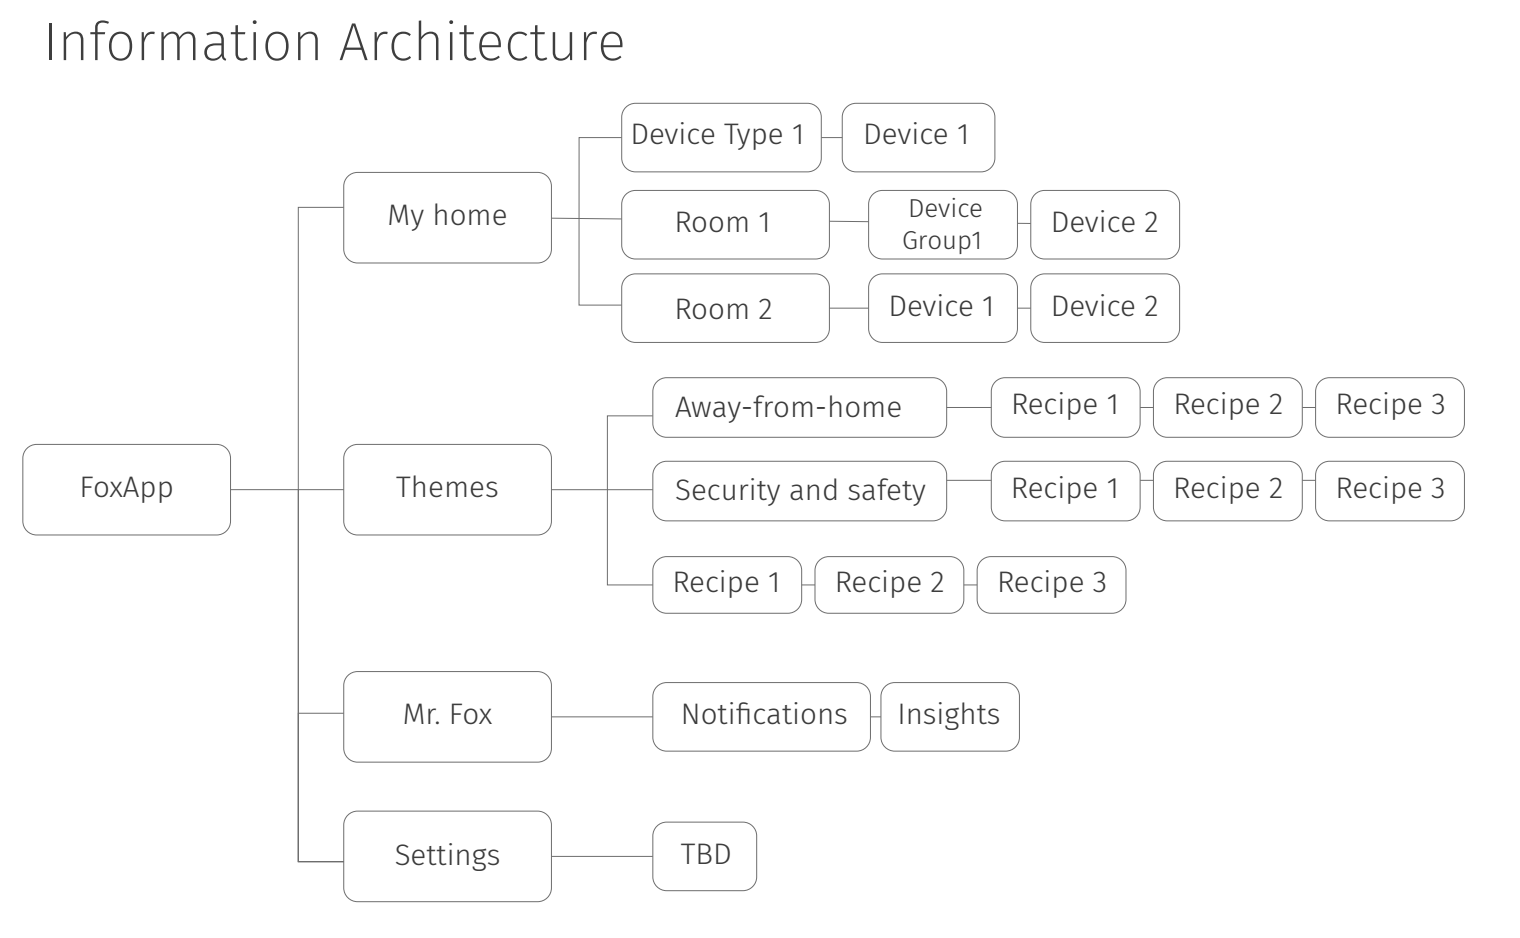 Information Architecture
Device Type 1
Device 1
My home
Room 1
Device
Group1
Device 2
Room 2
Device 1
Device 2
Away-from-home
Recipe 1
Recipe 2
Recipe 3
FoxApp
Themes
Security and safety
Recipe 1
Recipe 2
Recipe 3
Recipe 1
Recipe 2
Recipe 3
Mr. Fox
Notifications
Insights
Settings
TBD